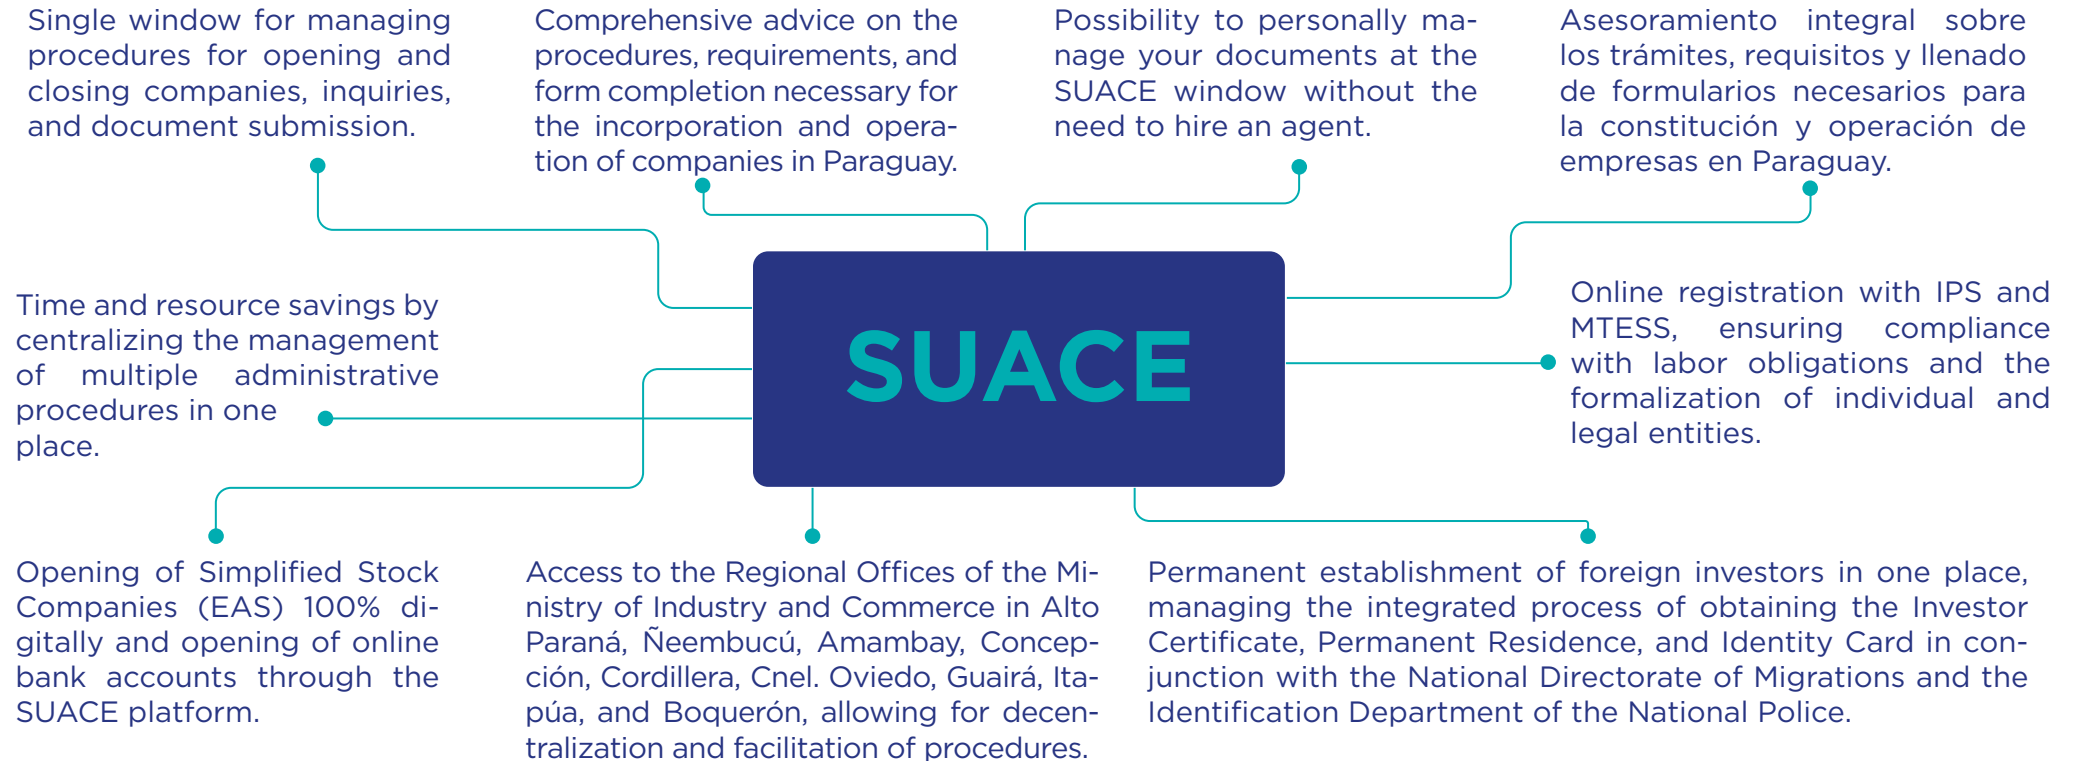 Single window for managing
procedures for opening and
closing companies, inquiries,
and document submission.
Comprehensive advice on the
procedures, requirements, and
form completion necessary for
the incorporation and opera-
tion of companies in Paraguay.
Possibility to personally ma-
nage your documents at the
SUACE window without the
need to hire an agent.
Asesoramiento integral sobre
los trámites, requisitos y llenado
de formularios necesarios para
la constitución y operación de
empresas en Paraguay.
Time and resource savings by
centralizing the management
of multiple administrative
procedures in one
place.
SUACE
Online registration with IPS and
MTESS, ensuring compliance
with labor obligations and the
formalization of individual and
legal entities.
Opening of Simplified Stock
Companies (EAS) 100% di-
gitally and opening of online
bank accounts through the
SUACE platform.
Access to the Regional Offices of the Mi-
nistry of Industry and Commerce in Alto
Paraná, Ñeembucú, Amambay, Concep-
ción, Cordillera, Cnel. Oviedo, Guairá, Ita-
púa, and Boquerón, allowing for decen-
tralization and facilitation of procedures.
Permanent establishment of foreign investors in one place,
managing the integrated process of obtaining the Investor
Certificate, Permanent Residence, and Identity Card in con-
junction with the National Directorate of Migrations and the
Identification Department of the National Police.